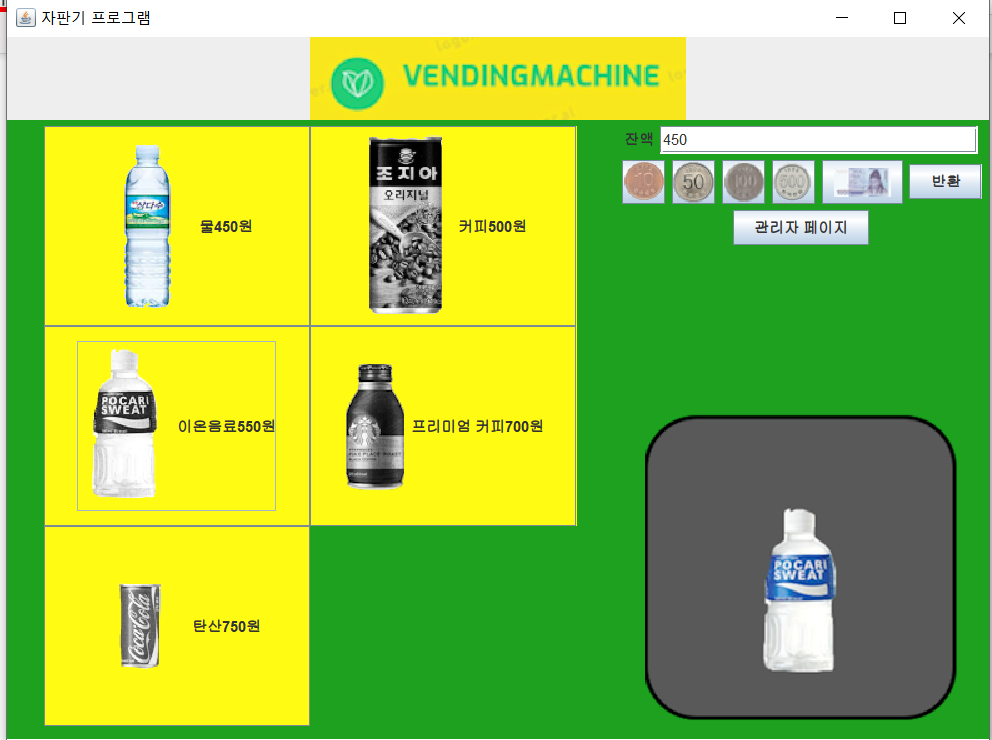 자판기 프로그램
VENDINGMACHINE
잔액 450
10 50 100 500
반환
관리자 페이지
삼다수
물450원
조지아
오리지널
커피500원
POCARI
SWEAT
이온음료550원
프리미엄 커피700원
Coca-Cola
탄산750원
POCARI
SWEAT